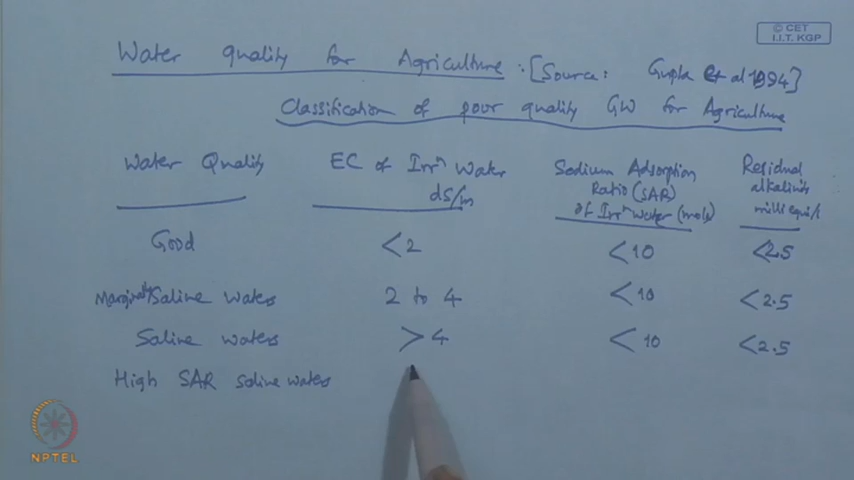 © CET
I.I.T. KGP
Water quality for Agriculture : [Source: Gupta et al 1994]
Classification of poor quality GW for Agriculture
Water Quality EC of Irrn Water dS/m Sodium Adsorption Ratio (SAR) of Irrn Water (mols) Residual alkalinity milli equi/l
Good <2 <10 <2.5
Marginally Saline waters 2 to 4 <10 <2.5
Saline waters >4 <10 <2.5
High SAR saline waters
NPTEL